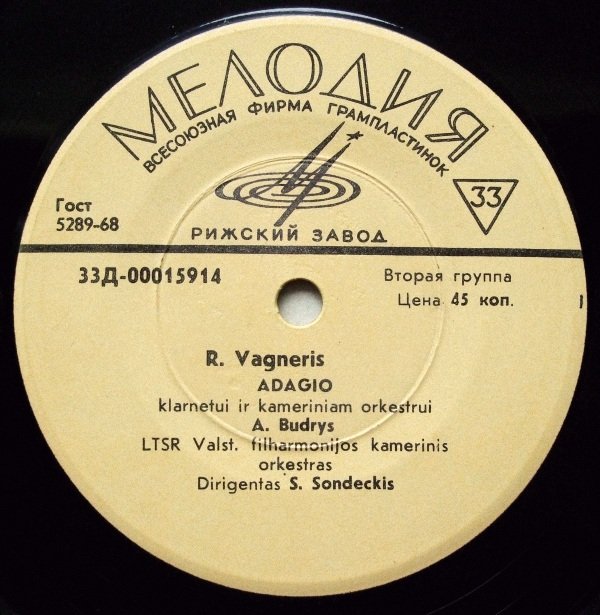 МЕЛОДИЯ
ВСЕСОЮЗНАЯ ФИРМА ГРАМПЛАСТИНОК
Гост
5289-68
33
РИЖСКИЙ ЗАВОД
33Д-00015914
Вторая группа
Цена 45 коп.
R. Vagneris
ADAGIO
klarnetui ir kameriniam orkestrui
A. Budrys
LTSR Valst. filharmonijos kamerinis
orkestras
Dirigentas S. Sondeckis